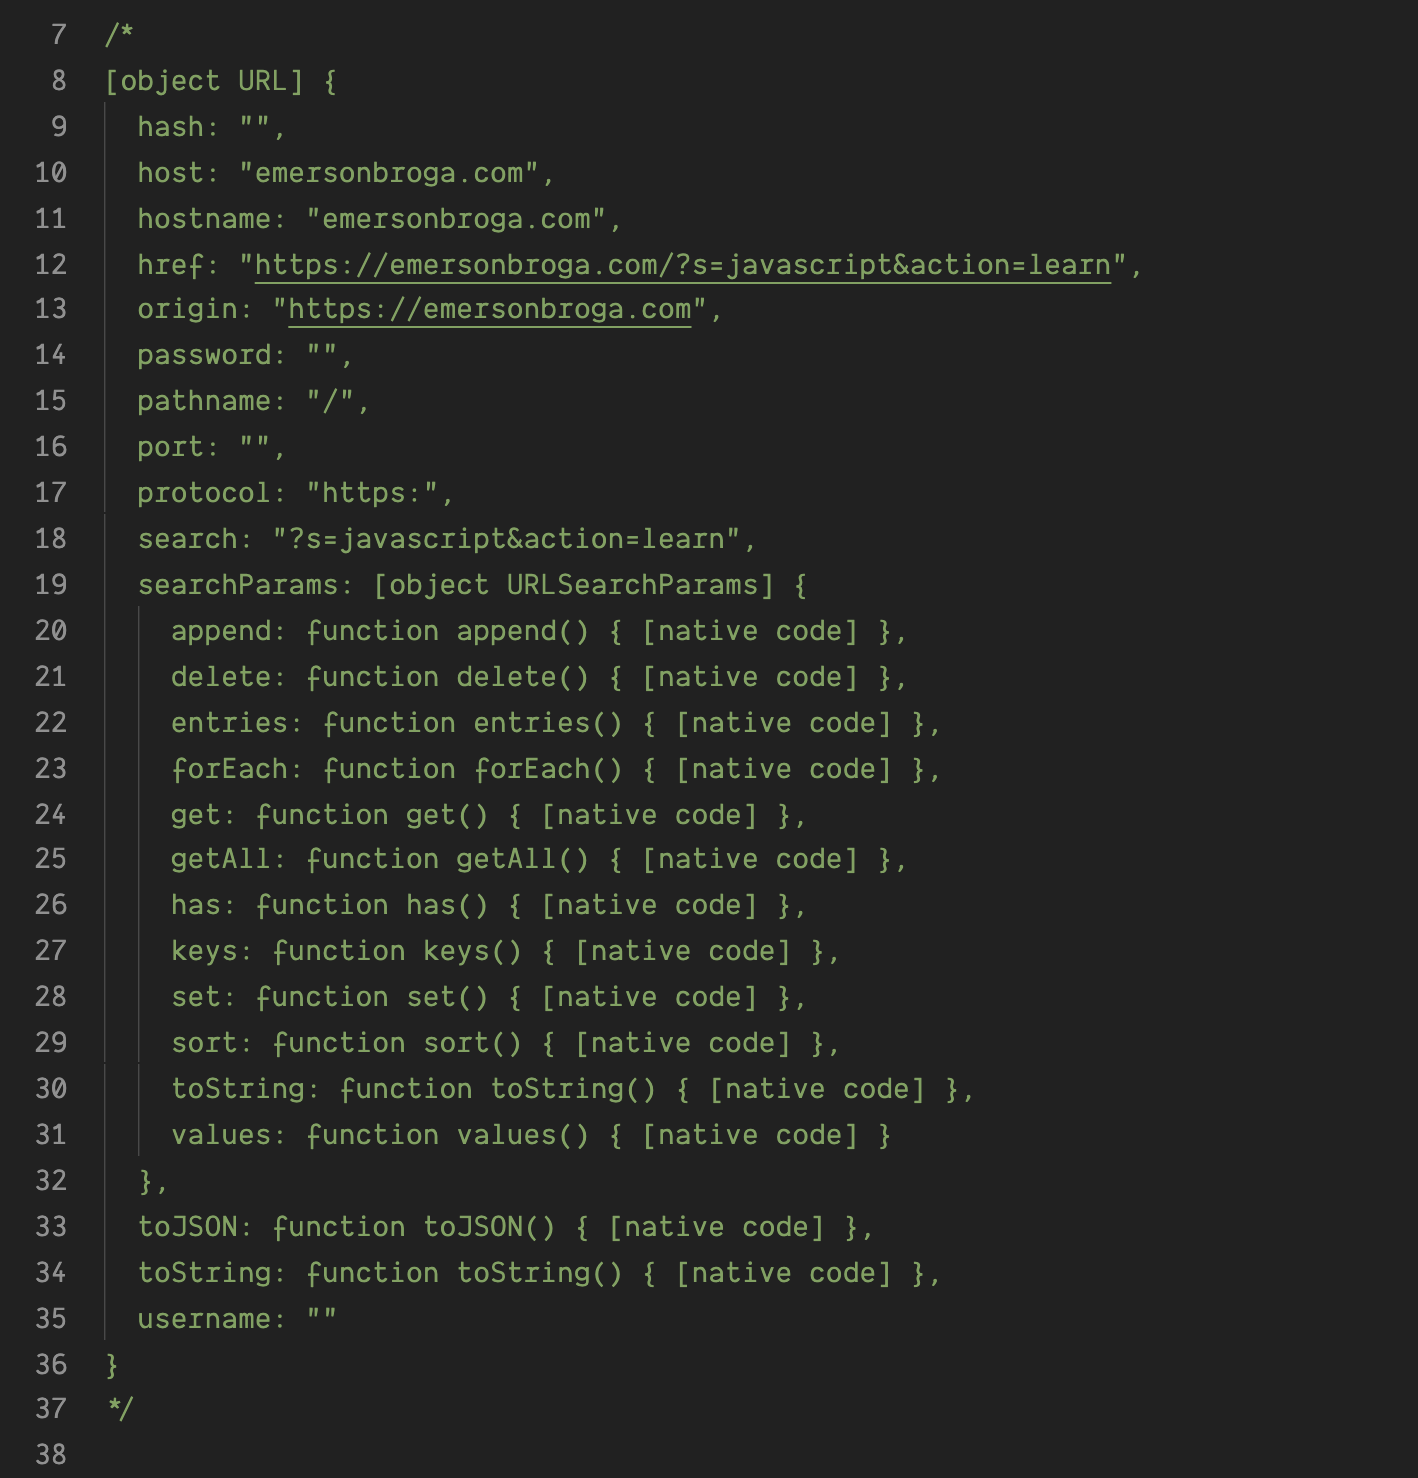 7 /*
8 [object URL] {
9 hash: "",
10 host: "emersonbroga.com",
11 hostname: "emersonbroga.com",
12 href: "https://emersonbroga.com/?s=javascript&action=learn",
13 origin: "https://emersonbroga.com",
14 password: "",
15 pathname: "/",
16 port: "",
17 protocol: "https:",
18 search: "?s=javascript&action=learn",
19 searchParams: [object URLSearchParams] {
20 append: function append() { [native code] },
21 delete: function delete() { [native code] },
22 entries: function entries() { [native code] },
23 forEach: function forEach() { [native code] },
24 get: function get() { [native code] },
25 getAll: function getAll() { [native code] },
26 has: function has() { [native code] },
27 keys: function keys() { [native code] },
28 set: function set() { [native code] },
29 sort: function sort() { [native code] },
30 toString: function toString() { [native code] },
31 values: function values() { [native code] }
32 },
33 toJSON: function toJSON() { [native code] },
34 toString: function toString() { [native code] },
35 username: ""
36 }
37 */
38